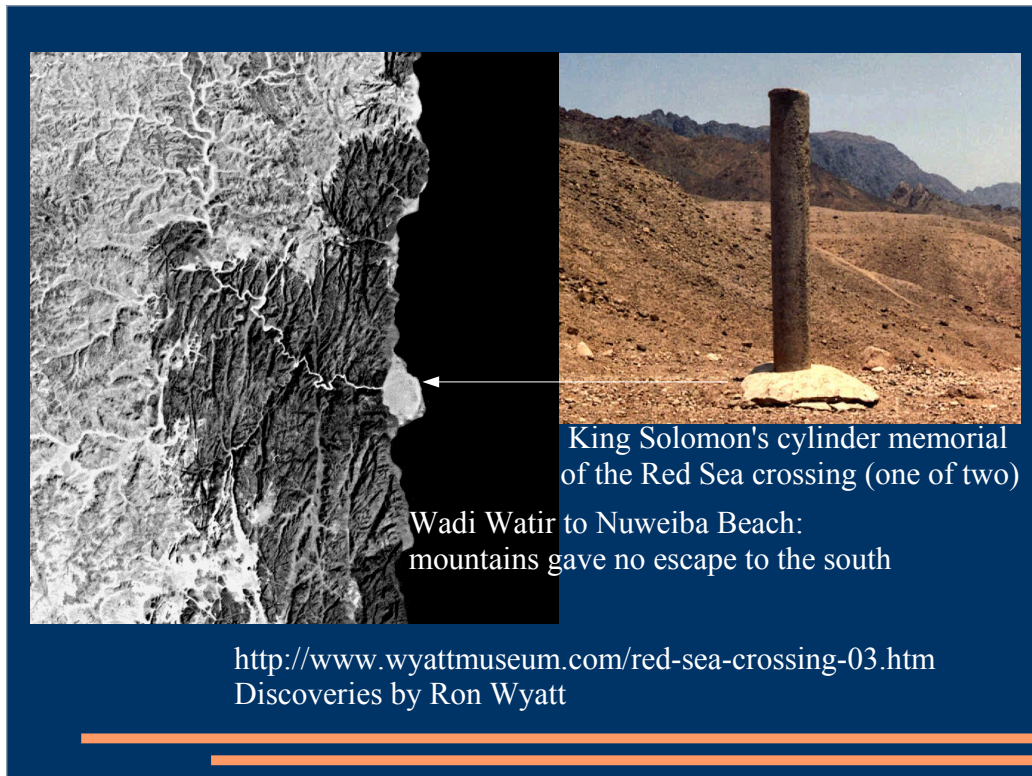 King Solomon's cylinder memorial
of the Red Sea crossing (one of two)
Wadi Watir to Nuweiba Beach:
mountains gave no escape to the south
http://www.wyattmuseum.com/red-sea-crossing-03.htm
Discoveries by Ron Wyatt